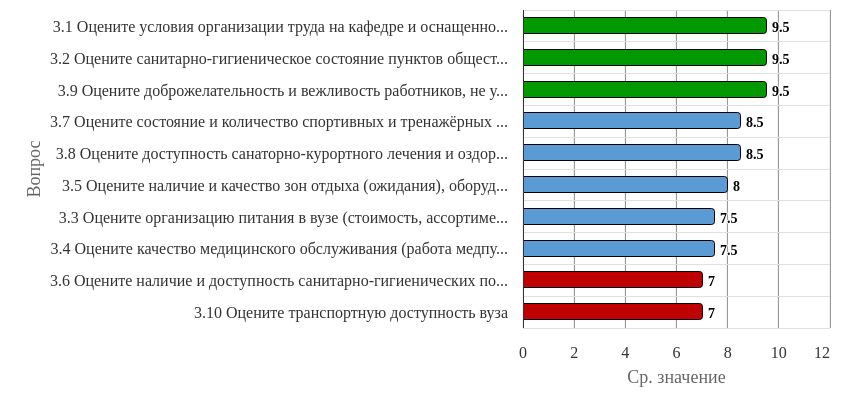 3.1 Оцените условия организации труда на кафедре и оснащенно... 9.5
3.2 Оцените санитарно-гигиеническое состояние пунктов общест... 9.5
3.9 Оцените доброжелательность и вежливость работников, не у... 9.5
3.7 Оцените состояние и количество спортивных и тренажёрных ... 8.5
3.8 Оцените доступность санаторно-курортного лечения и оздор... 8.5
3.5 Оцените наличие и качество зон отдыха (ожидания), оборуд... 8
3.3 Оцените организацию питания в вузе (стоимость, ассортиме... 7.5
3.4 Оцените качество медицинского обслуживания (работа медпу... 7.5
3.6 Оцените наличие и доступность санитарно-гигиенических по... 7
3.10 Оцените транспортную доступность вуза 7
Вопрос
0 2 4 6 8 10 12
Ср. значение